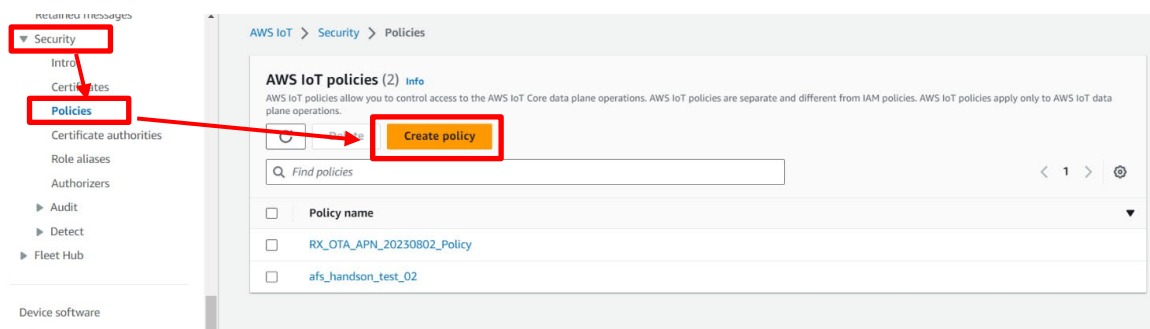 Retained messages
Security
Intro
Certificates
Policies
Certificate authorities
Role aliases
Authorizers
Audit
Detect
Fleet Hub
Device software
AWS IoT > Security > Policies
AWS IoT policies (2) Info
AWS IoT policies allow you to control access to the AWS IoT Core data plane operations. AWS IoT policies are separate and different from IAM policies. AWS IoT policies apply only to AWS IoT data
plane operations.
Delete Create policy
Find policies
< 1 >
Policy name
RX_OTA_APN_20230802_Policy
afs_handson_test_02